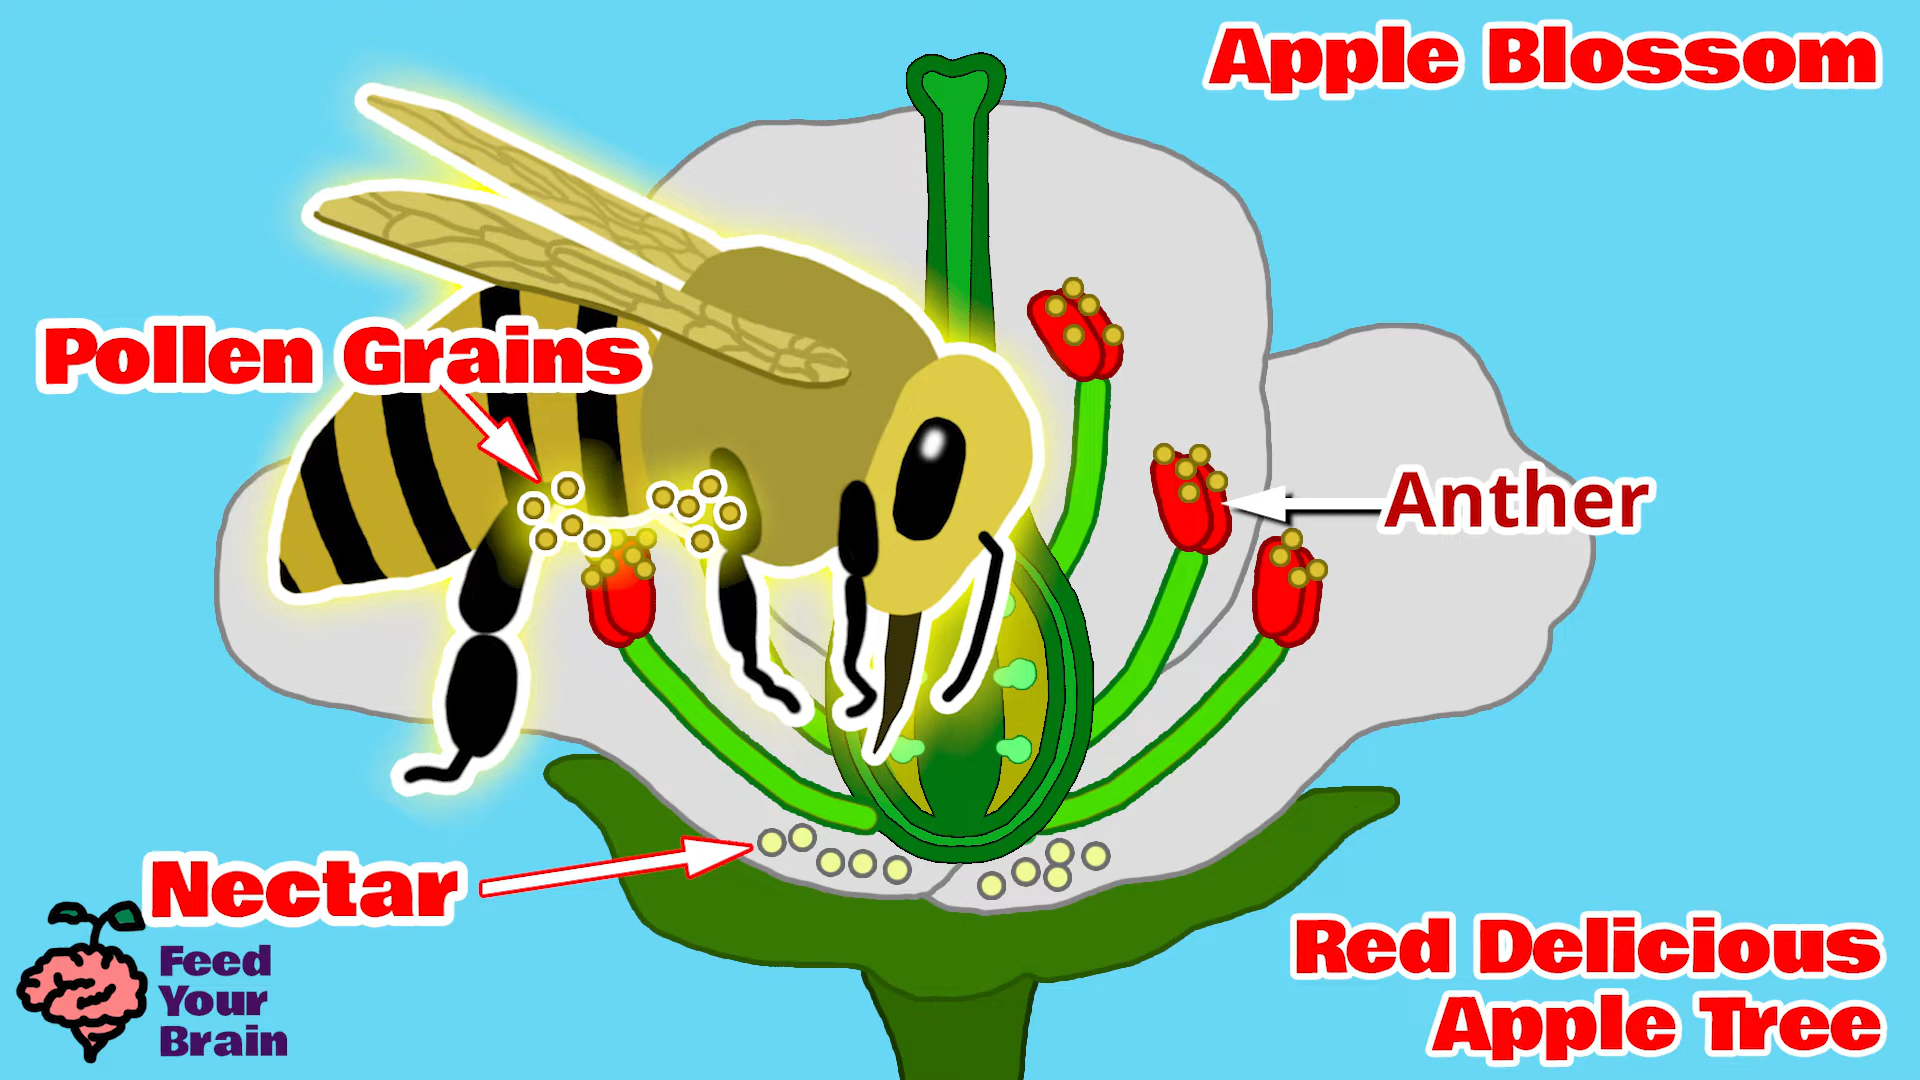 Apple Blossom
Pollen Grains
Anther
Nectar
Feed
Your
Brain
Red Delicious
Apple Tree